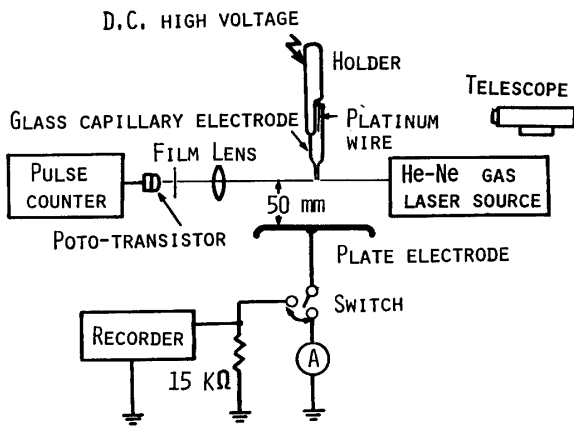 D.C. HIGH VOLTAGE
HOLDER
TELESCOPE
GLASS CAPILLARY ELECTRODE
PLATINUM
WIRE
FILM LENS
PULSE
COUNTER
He-Ne GAS
LASER SOURCE
50 mm
POTO-TRANSISTOR
PLATE ELECTRODE
SWITCH
RECORDER
A
15 KΩ